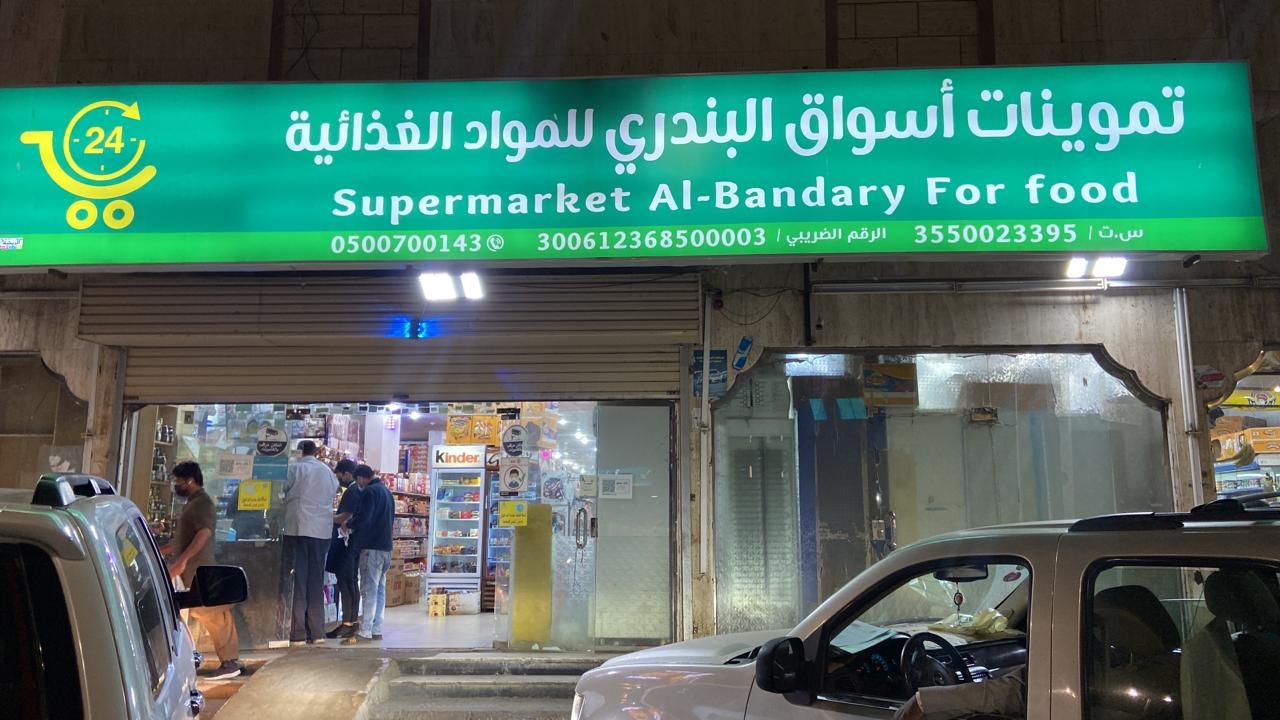 تموينات أسواق البندري للمواد الغذائية
24
Supermarket Al-Bandary For food
س.ت / 3550023395 الرقم الضريبي / 300612368500003 0500700143
Kinder